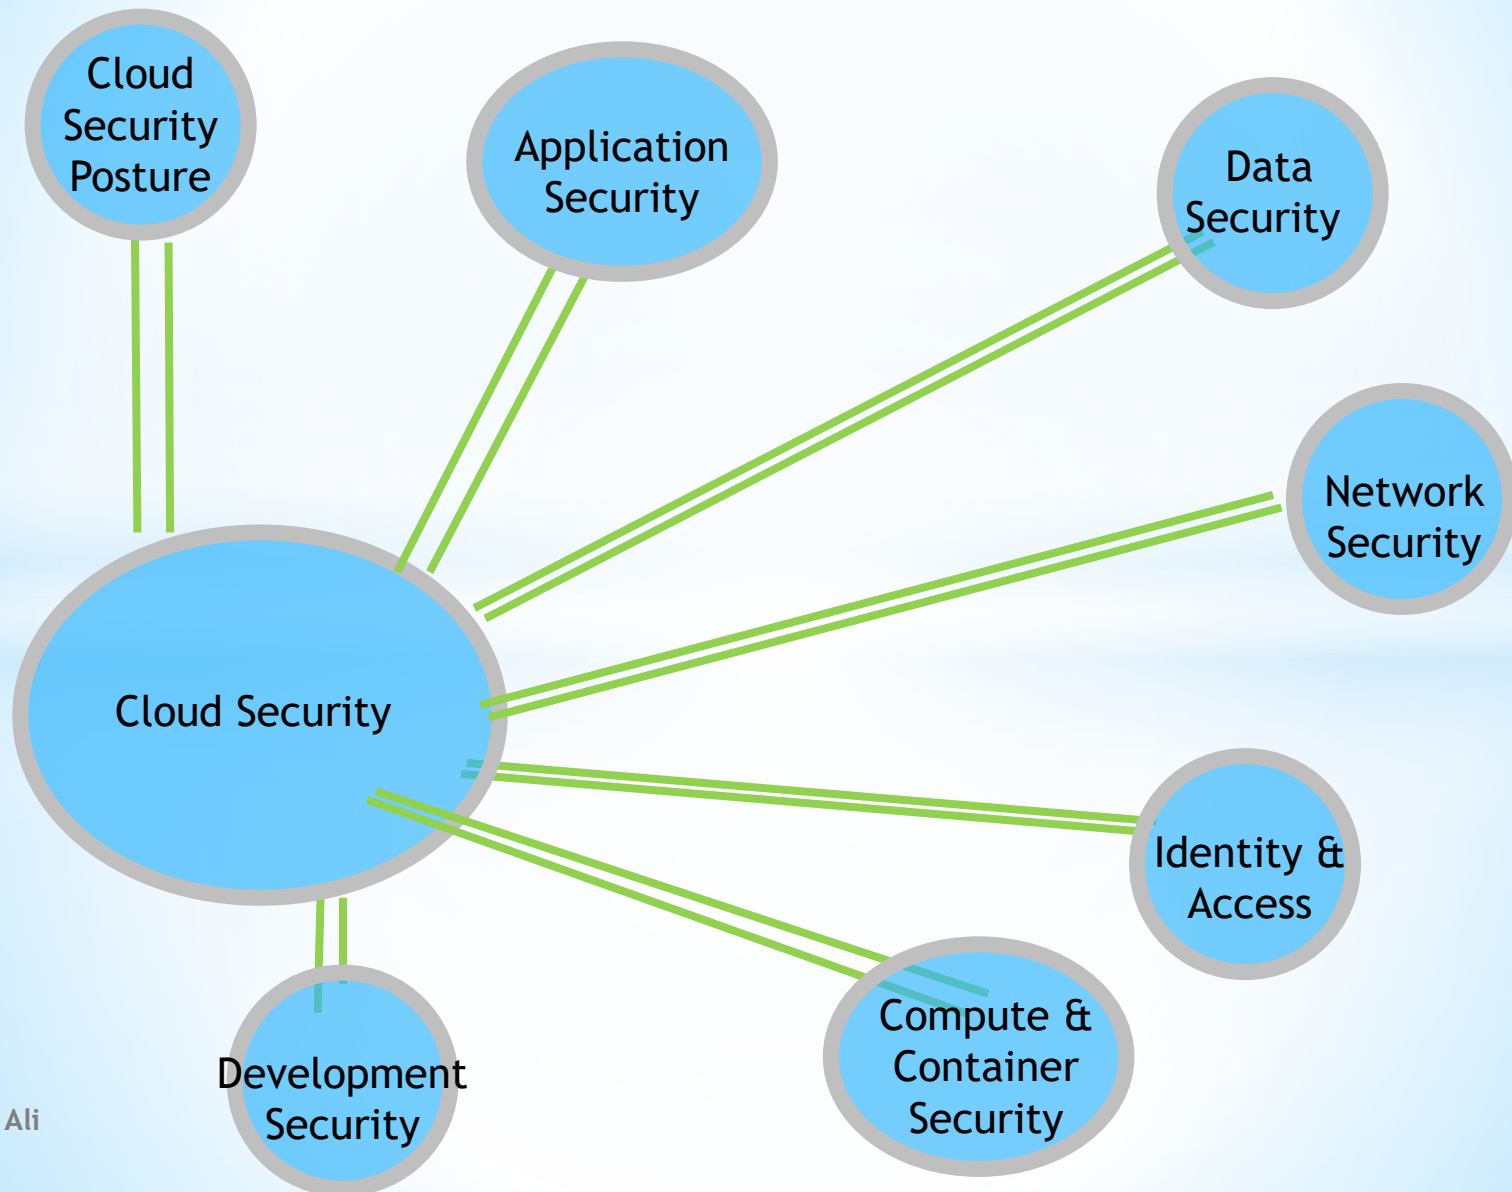 Cloud
Security
Posture
Application
Security
Data
Security
Network
Security
Cloud Security
Identity &
Access
Compute &
Container
Security
Development
Security
Ali